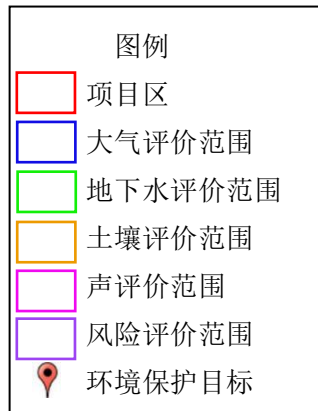 图例
项目区
大气评价范围
地下水评价范围
土壤评价范围
声评价范围
风险评价范围
环境保护目标